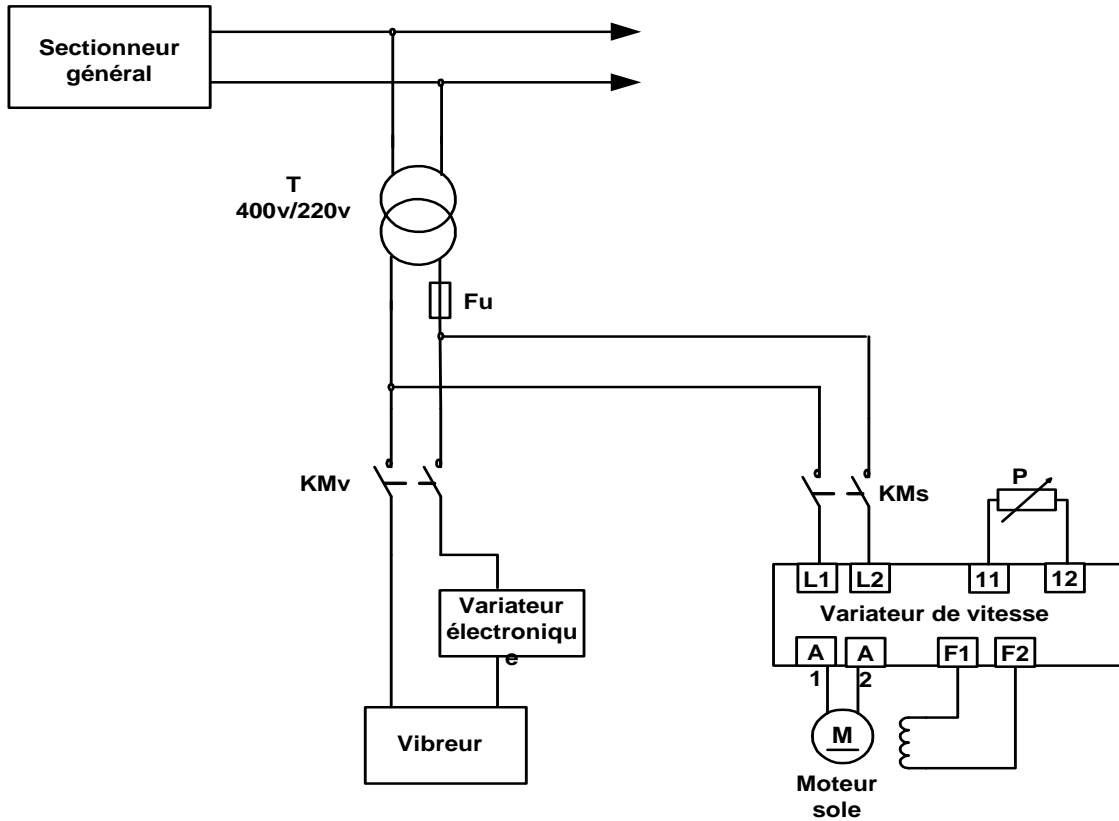 Sectionneur
général
T
400v/220v
Fu
KMv
KMs
P
L1
L2
11
12
Variateur de vitesse
Variateur
électroniqu
e
A
1
A
2
F1
F2
Vibreur
M
Moteur
sole